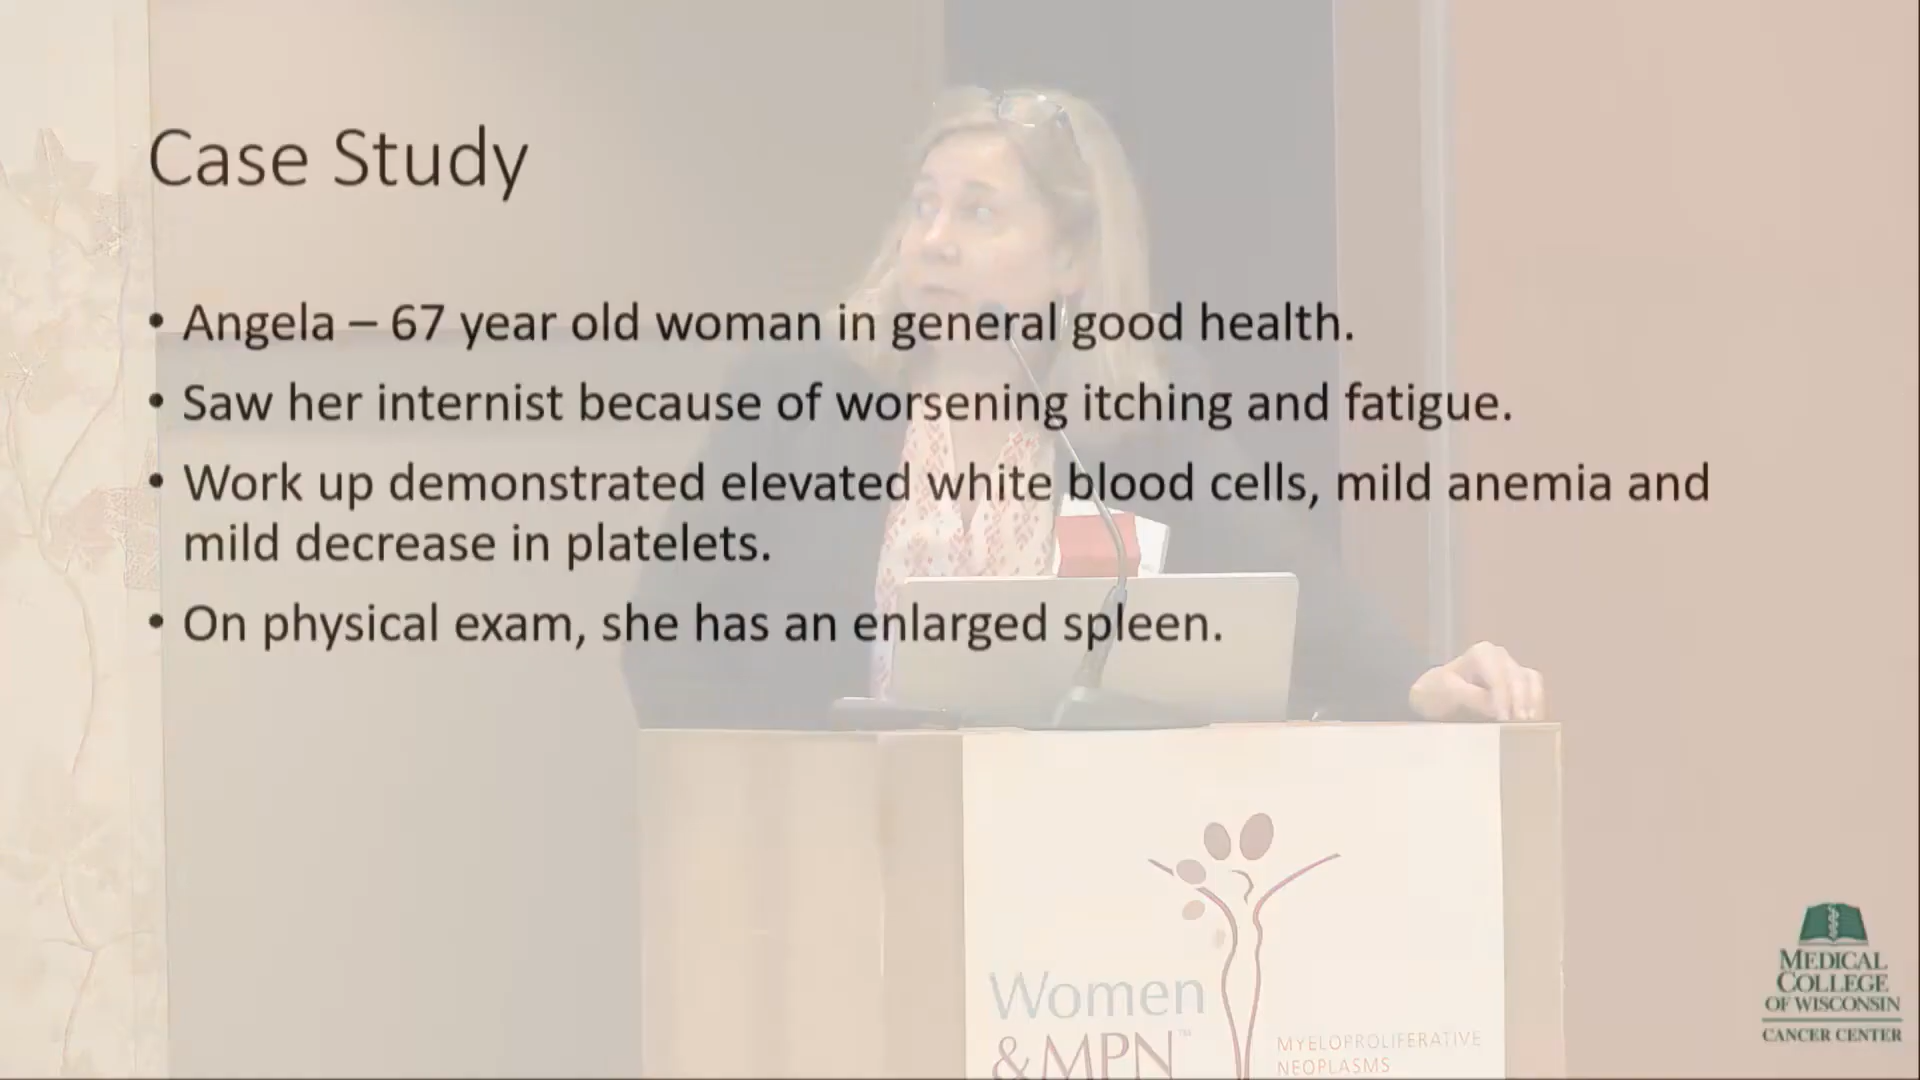 Case Study
• Angela – 67 year old woman in general good health.
• Saw her internist because of worsening itching and fatigue.
• Work up demonstrated elevated white blood cells, mild anemia and
mild decrease in platelets.
• On physical exam, she has an enlarged spleen.
Women
& MPN™
MYELOPROLIFERATIVE
NEOPLASMS
MEDICAL
COLLEGE
OF WISCONSIN
CANCER CENTER